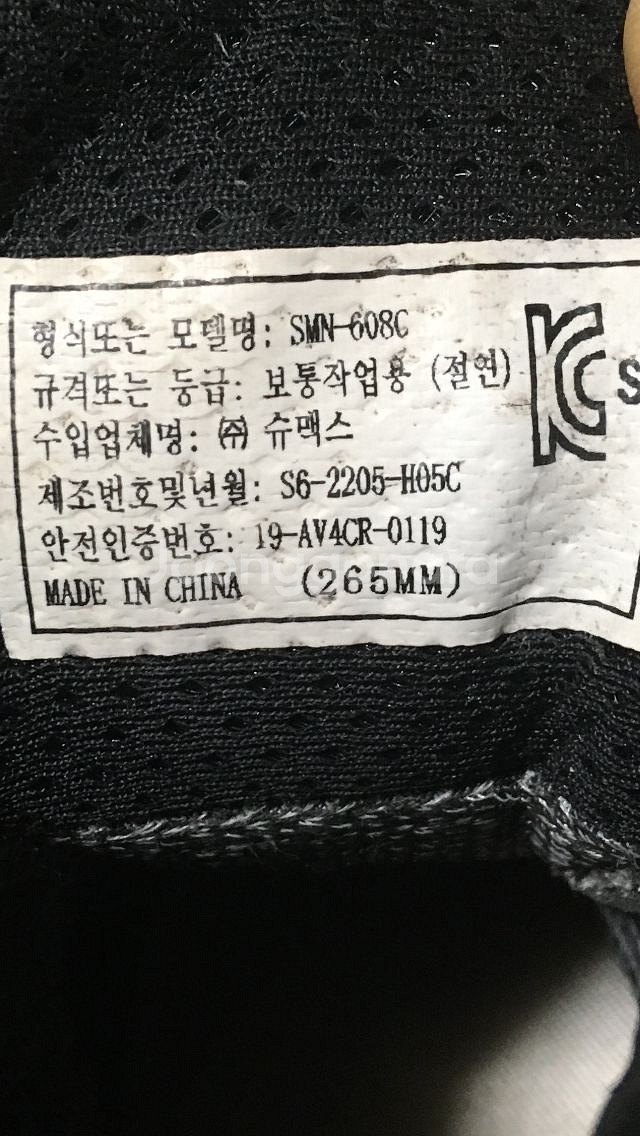 형식또는 모델명: SMN-608C
규격또는 등급: 보통작업용 (절연)
수입업체명: ㈜ 슈맥스
제조번호및년월: S6-2205-H05C
안전인증번호: 19-AV4CR-0119
MADE IN CHINA (265MM)
KC S